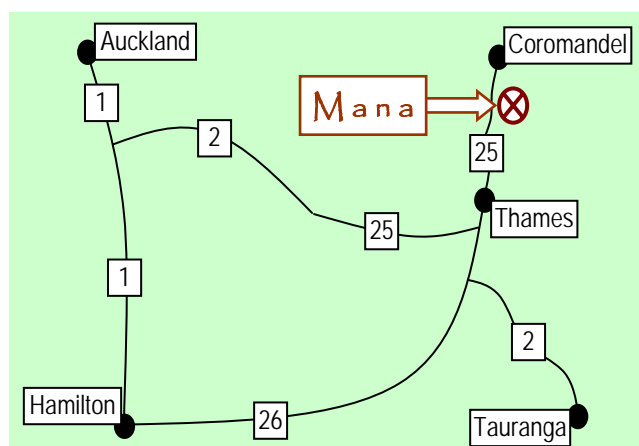 Auckland
Coromandel
1
Mana
2
25
Thames
25
1
2
Hamilton
26
Tauranga